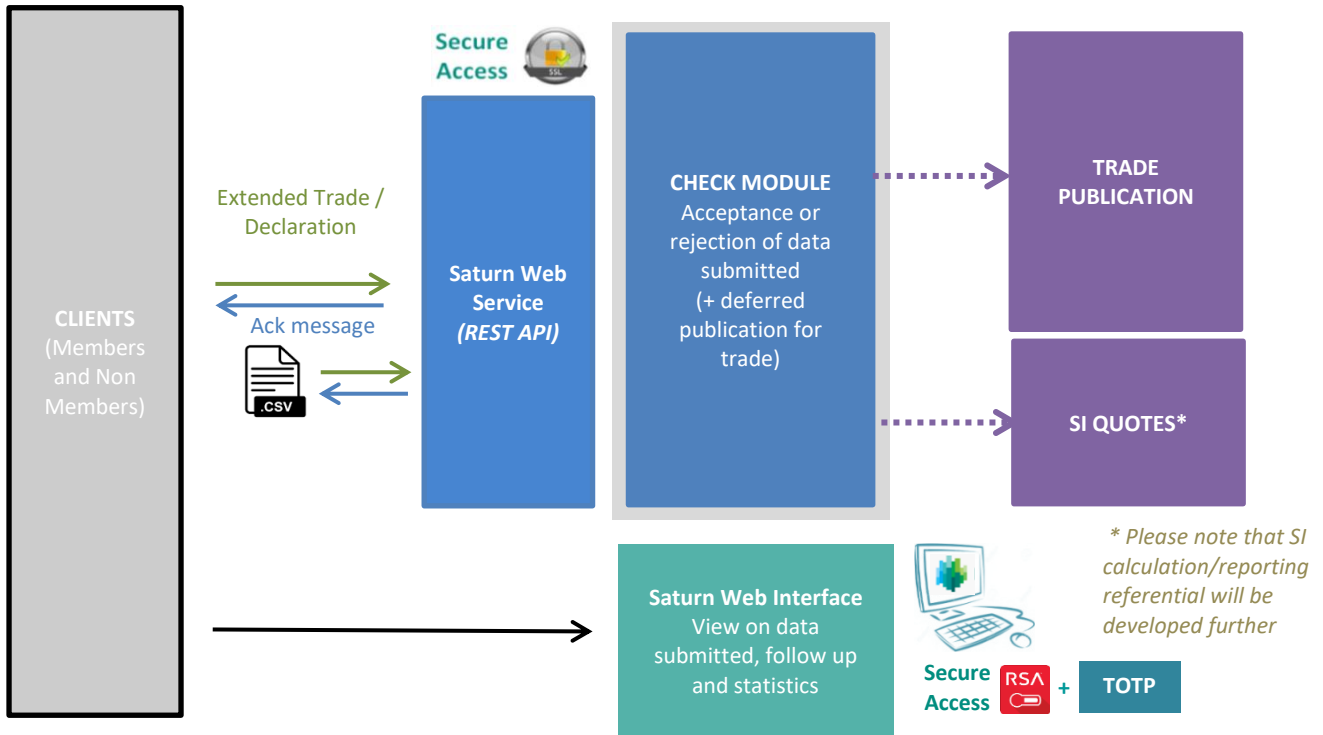 CLIENTS
(Members
and Non
Members)
Extended Trade /
Declaration
Ack message
.CSV
Secure
Access
SSL
Saturn Web
Service
(REST API)
CHECK MODULE
Acceptance or
rejection of data
submitted
(+ deferred
publication for
trade)
TRADE
PUBLICATION
SI QUOTES*
Saturn Web Interface
View on data
submitted, follow up
and statistics
* Please note that SI
calculation/reporting
referential will be
developed further
Secure
Access
RSA
+
TOTP